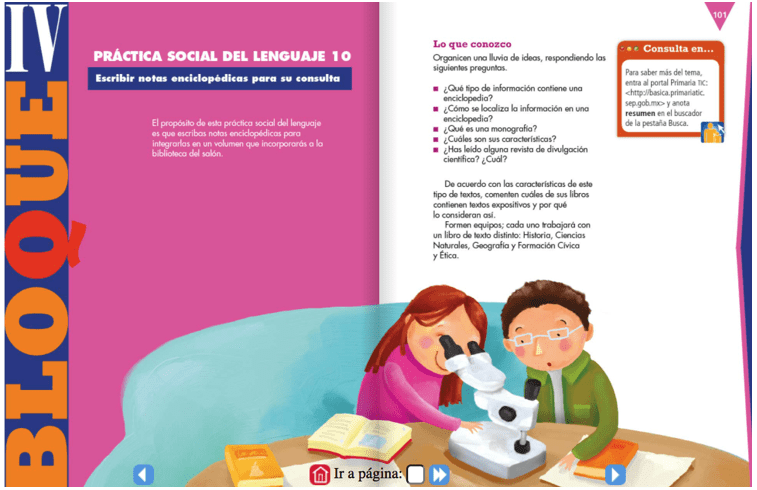 BLOQUE IV
PRÁCTICA SOCIAL DEL LENGUAJE 10
Escribir notas enciclopédicas para su consulta
El propósito de esta práctica social del lenguaje
es que escribas notas enciclopédicas para
integrarlas en un volumen que incorporarás a la
biblioteca del salón.
101
Lo que conozco
Organicen una lluvia de ideas, respondiendo las
siguientes preguntas.
¿Qué tipo de información contiene una
enciclopedia?
¿Cómo se localiza la información en una
enciclopedia?
¿Qué es una monografía?
¿Cuáles son sus características?
¿Has leído alguna revista de divulgación
científica? ¿Cuál?
De acuerdo con las características de este
tipo de textos, comenten cuáles de sus libros
contienen textos expositivos y por qué
lo consideran así.
Formen equipos; cada uno trabajará con
un libro de texto distinto: Historia, Ciencias
Naturales, Geografía y Formación Cívica
y Ética.
Consulta en...
Para saber más del tema,
entra al portal Primaria TIC:
<http://basica.primariatic.
sep.gob.mx> y anota
resumen en el buscador
de la pestaña Busca.
Ir a página: